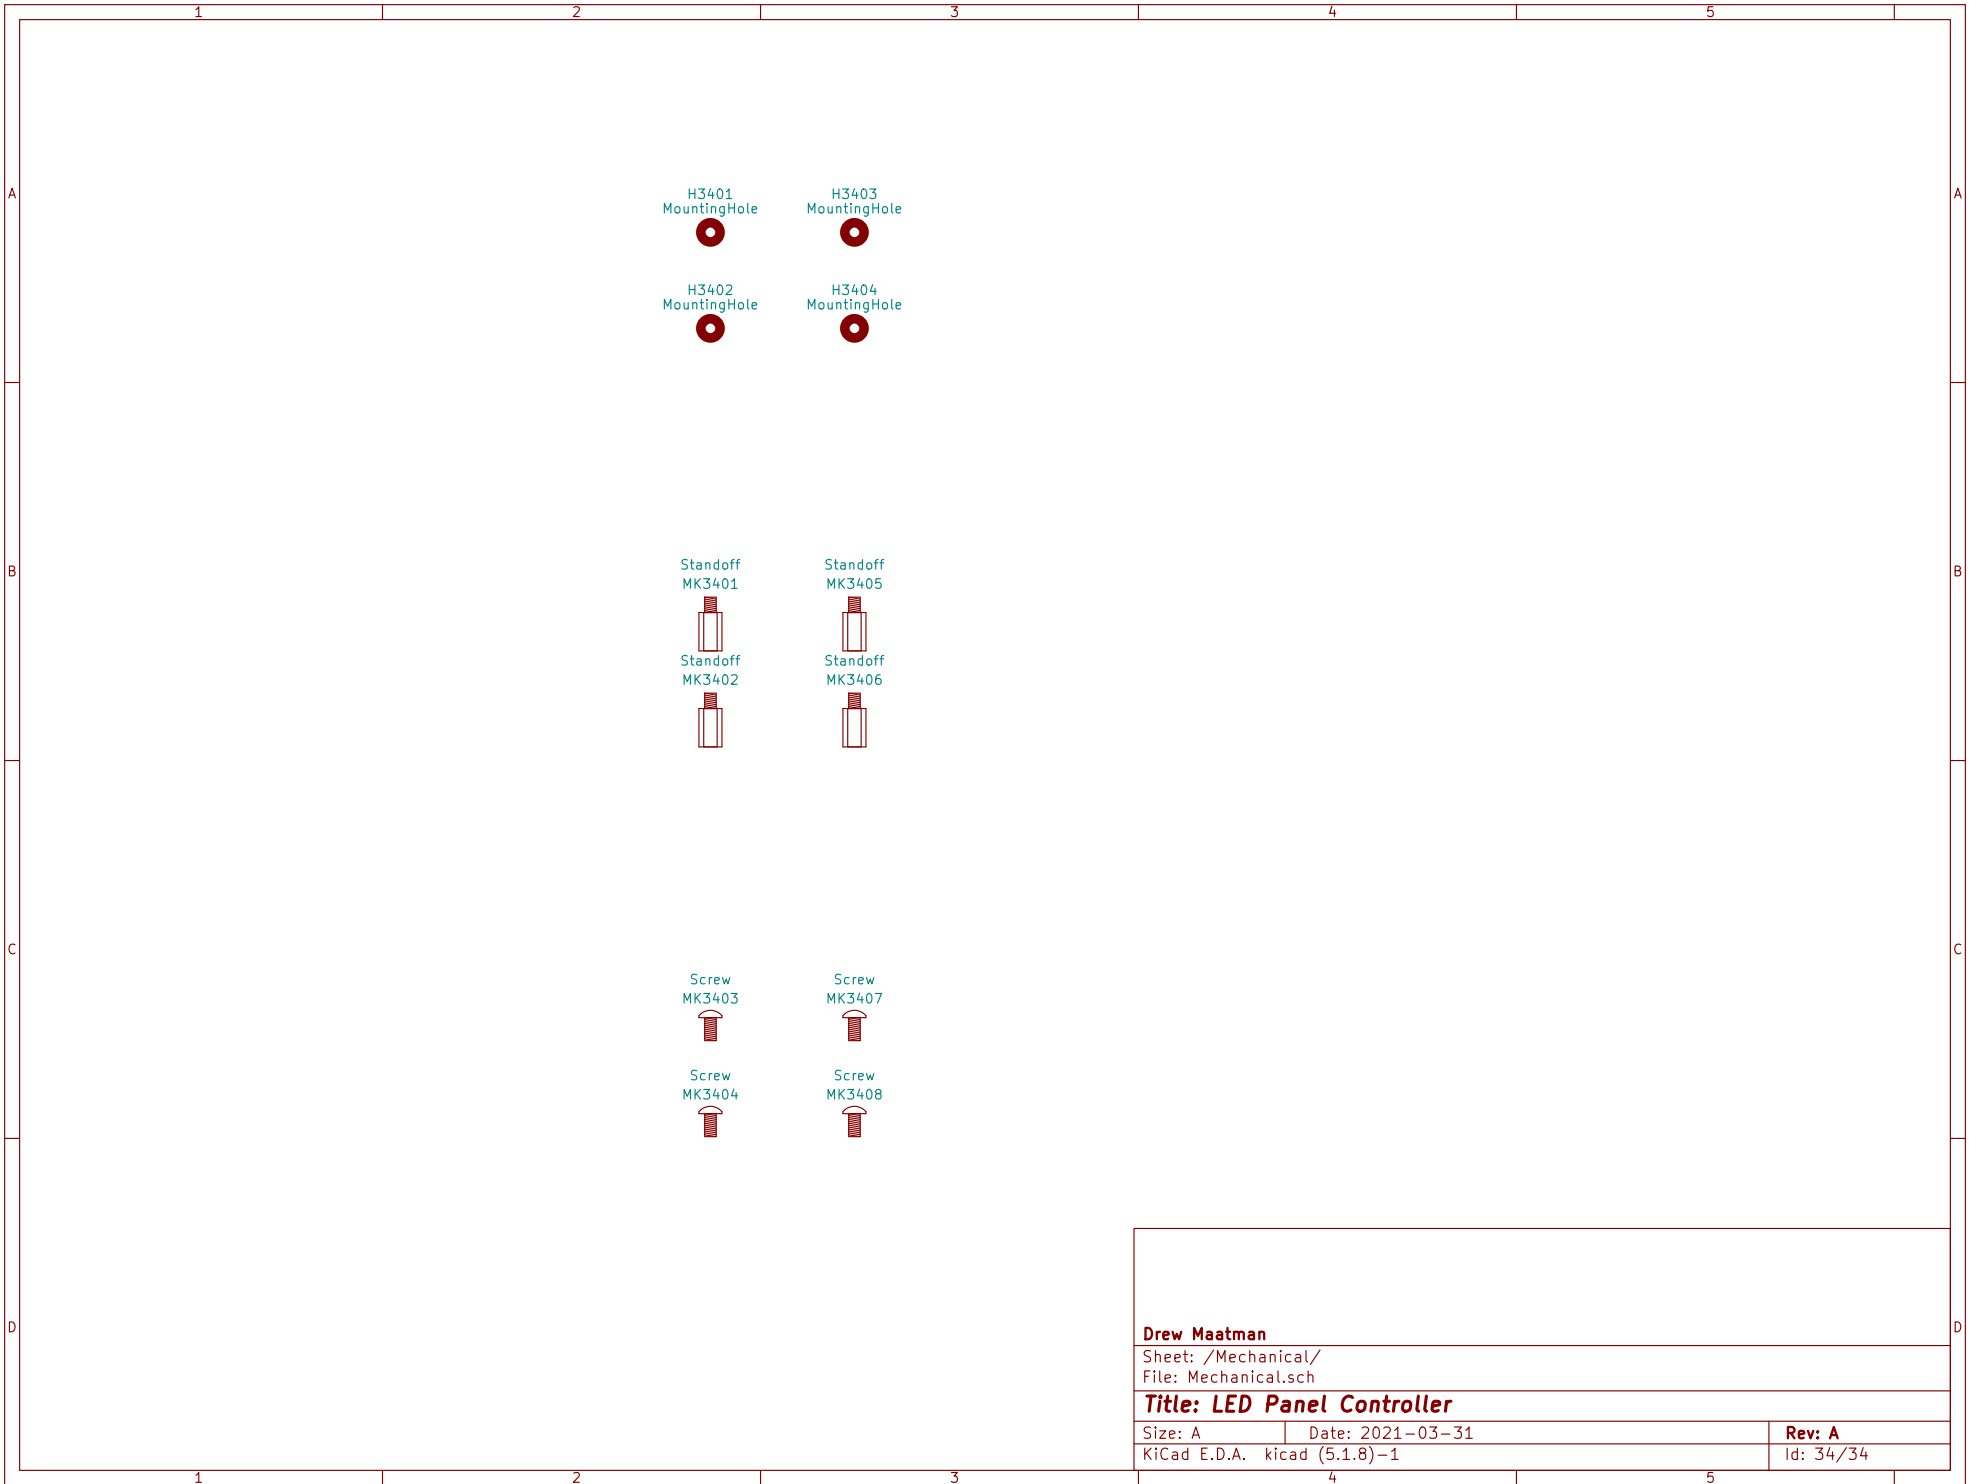 1 2 3 4 5
A A
H3401 H3403
MountingHole MountingHole
H3402 H3404
MountingHole MountingHole
Standoff Standoff
B B
MK3401 MK3405
Standoff Standoff
MK3402 MK3406
C C
Screw Screw
MK3403 MK3407
Screw Screw
MK3404 MK3408
D D
Drew Maatman
Sheet: /Mechanical/
File: Mechanical.sch
Title: LED Panel Controller
Size: A Date: 2021-03-31 Rev: A
KiCad E.D.A. kicad (5.1.8)-1 Id: 34/34
1 2 3 4 5